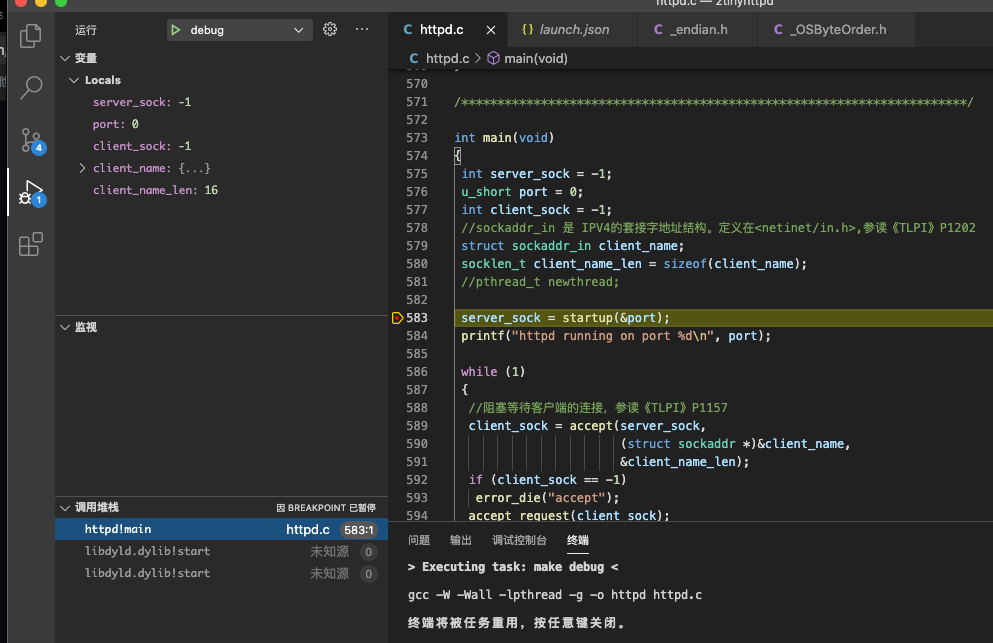 httpd.c — ztinyhttpd
运行
debug
httpd.c
launch.json
_endian.h
_OSByteOrder.h
httpd.c > main(void)
变量
Locals
server_sock: -1
port: 0
client_sock: -1
client_name: {...}
client_name_len: 16
4
1
监视
调用堆栈
因 BREAKPOINT 已暂停
httpd!main httpd.c 583:1
libdyld.dylib!start 未知源 0
libdyld.dylib!start 未知源 0
570
571 /**********************************************************************/
572
573 int main(void)
574 {
575 int server_sock = -1;
576 u_short port = 0;
577 int client_sock = -1;
578 //sockaddr_in 是 IPV4的套接字地址结构。定义在<netinet/in.h>,参读《TLPI》P1202
579 struct sockaddr_in client_name;
580 socklen_t client_name_len = sizeof(client_name);
581 //pthread_t newthread;
582
583 server_sock = startup(&port);
584 printf("httpd running on port %d\n", port);
585
586 while (1)
587 {
588 //阻塞等待客户端的连接，参读《TLPI》P1157
589 client_sock = accept(server_sock,
590 (struct sockaddr *)&client_name,
591 &client_name_len);
592 if (client_sock == -1)
593 error_die("accept");
594 accept_request(client_sock);
问题 输出 调试控制台 终端
> Executing task: make debug <
gcc -W -Wall -lpthread -g -o httpd httpd.c
终端将被任务重用，按任意键关闭。